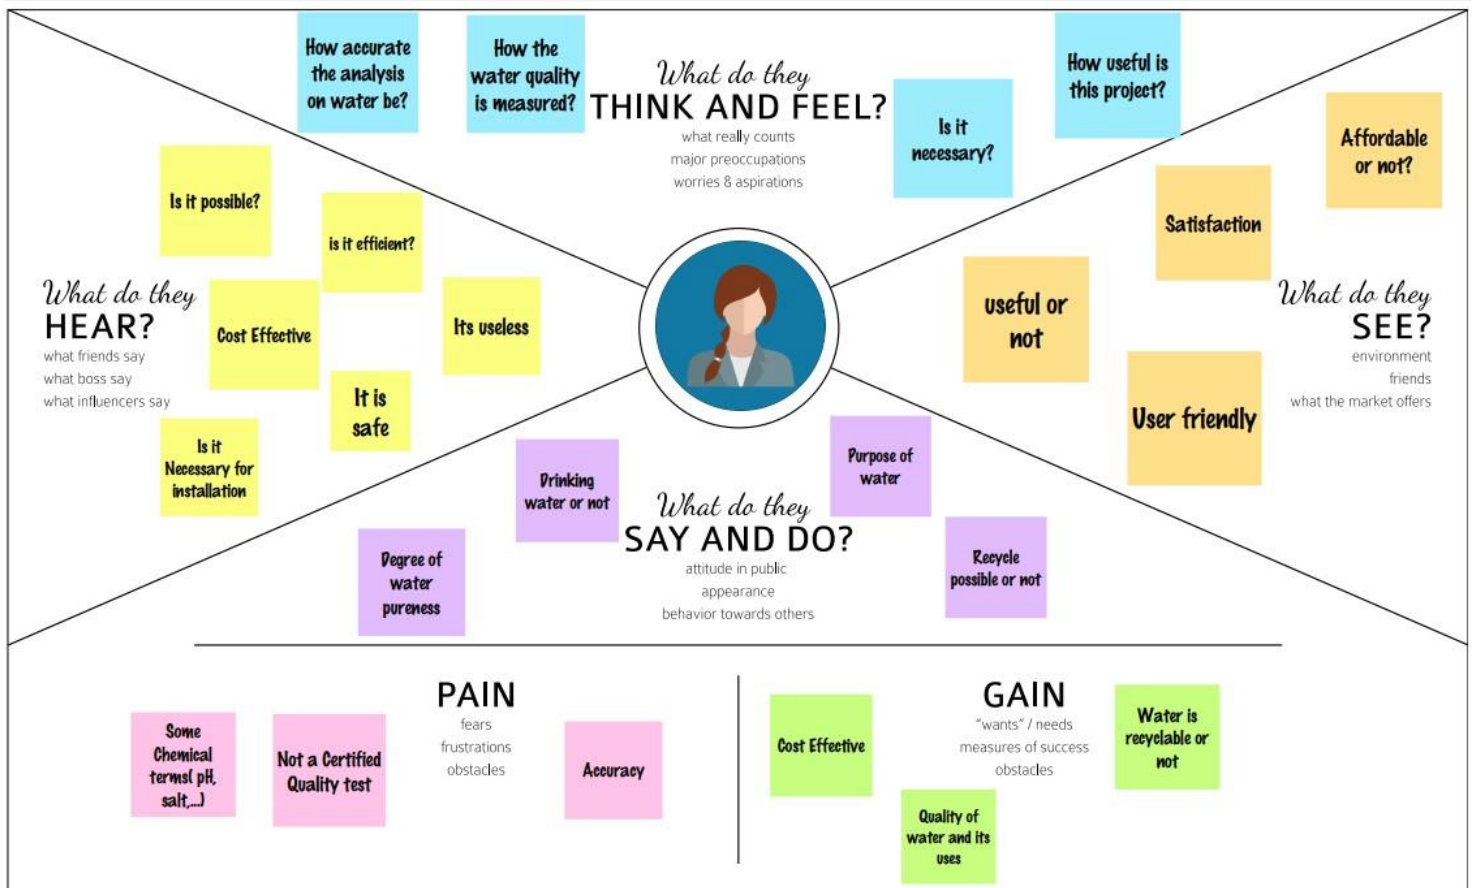 How accurate
the analysis
on water be?
How the
water quality
is measured?
What do they
THINK AND FEEL?
what really counts
major preoccupations
worries & aspirations
Is it
necessary?
How useful is
this project?
Is it possible?
is it efficient?
What do they
HEAR?
what friends say
what boss say
what influencers say
Cost Effective
Its useless
It is
safe
Is it
Necessary for
installation
Affordable
or not?
Satisfaction
useful or
not
What do they
SEE?
environment
friends
what the market offers
User friendly
Drinking
water or not
Degree of
water
pureness
What do they
SAY AND DO?
attitude in public
appearance
behavior towards others
Purpose of
water
Recycle
possible or not
PAIN
fears
frustrations
obstacles
Some
Chemical
terms( pH,
salt,...)
Not a Certified
Quality test
Accuracy
GAIN
"wants" / needs
measures of success
obstacles
Cost Effective
Quality of
water and its
uses
Water is
recyclable or
not